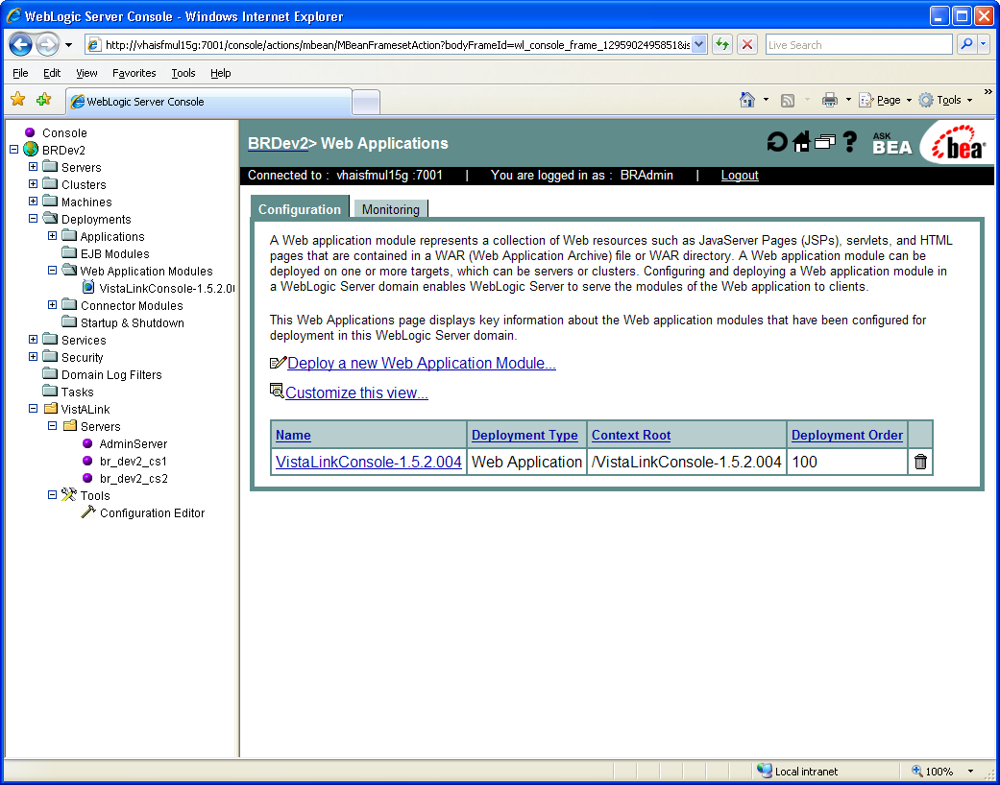 WebLogic Server Console - Windows Internet Explorer
http://vhaisfmul15g:7001/console/actions/mbean/MBeanFramesetAction?bodyFrameId=wl_console_frame_1295902495851&is
Live Search
File Edit View Favorites Tools Help
WebLogic Server Console
Page Tools »
Console
BRDev2
Servers
Clusters
Machines
Deployments
Applications
EJB Modules
Web Application Modules
VistaLinkConsole-1.5.2.0
Connector Modules
Startup & Shutdown
Services
Security
Domain Log Filters
Tasks
VistALink
Servers
AdminServer
br_dev2_cs1
br_dev2_cs2
Tools
Configuration Editor
BRDev2> Web Applications
?
ASK
BEA
bea
Connected to : vhaisfmul15g :7001 | You are logged in as : BRAdmin | Logout
Configuration Monitoring
A Web application module represents a collection of Web resources such as JavaServer Pages (JSPs), servlets, and HTML
pages that are contained in a WAR (Web Application Archive) file or WAR directory. A Web application module can be
deployed on one or more targets, which can be servers or clusters. Configuring and deploying a Web application module in
a WebLogic Server domain enables WebLogic Server to serve the modules of the Web application to clients.
This Web Applications page displays key information about the Web application modules that have been configured for
deployment in this WebLogic Server domain.
Deploy a new Web Application Module...
Customize this view...
Name Deployment Type Context Root Deployment Order
VistaLinkConsole-1.5.2.004 Web Application /VistaLinkConsole-1.5.2.004 100
Local intranet 100%